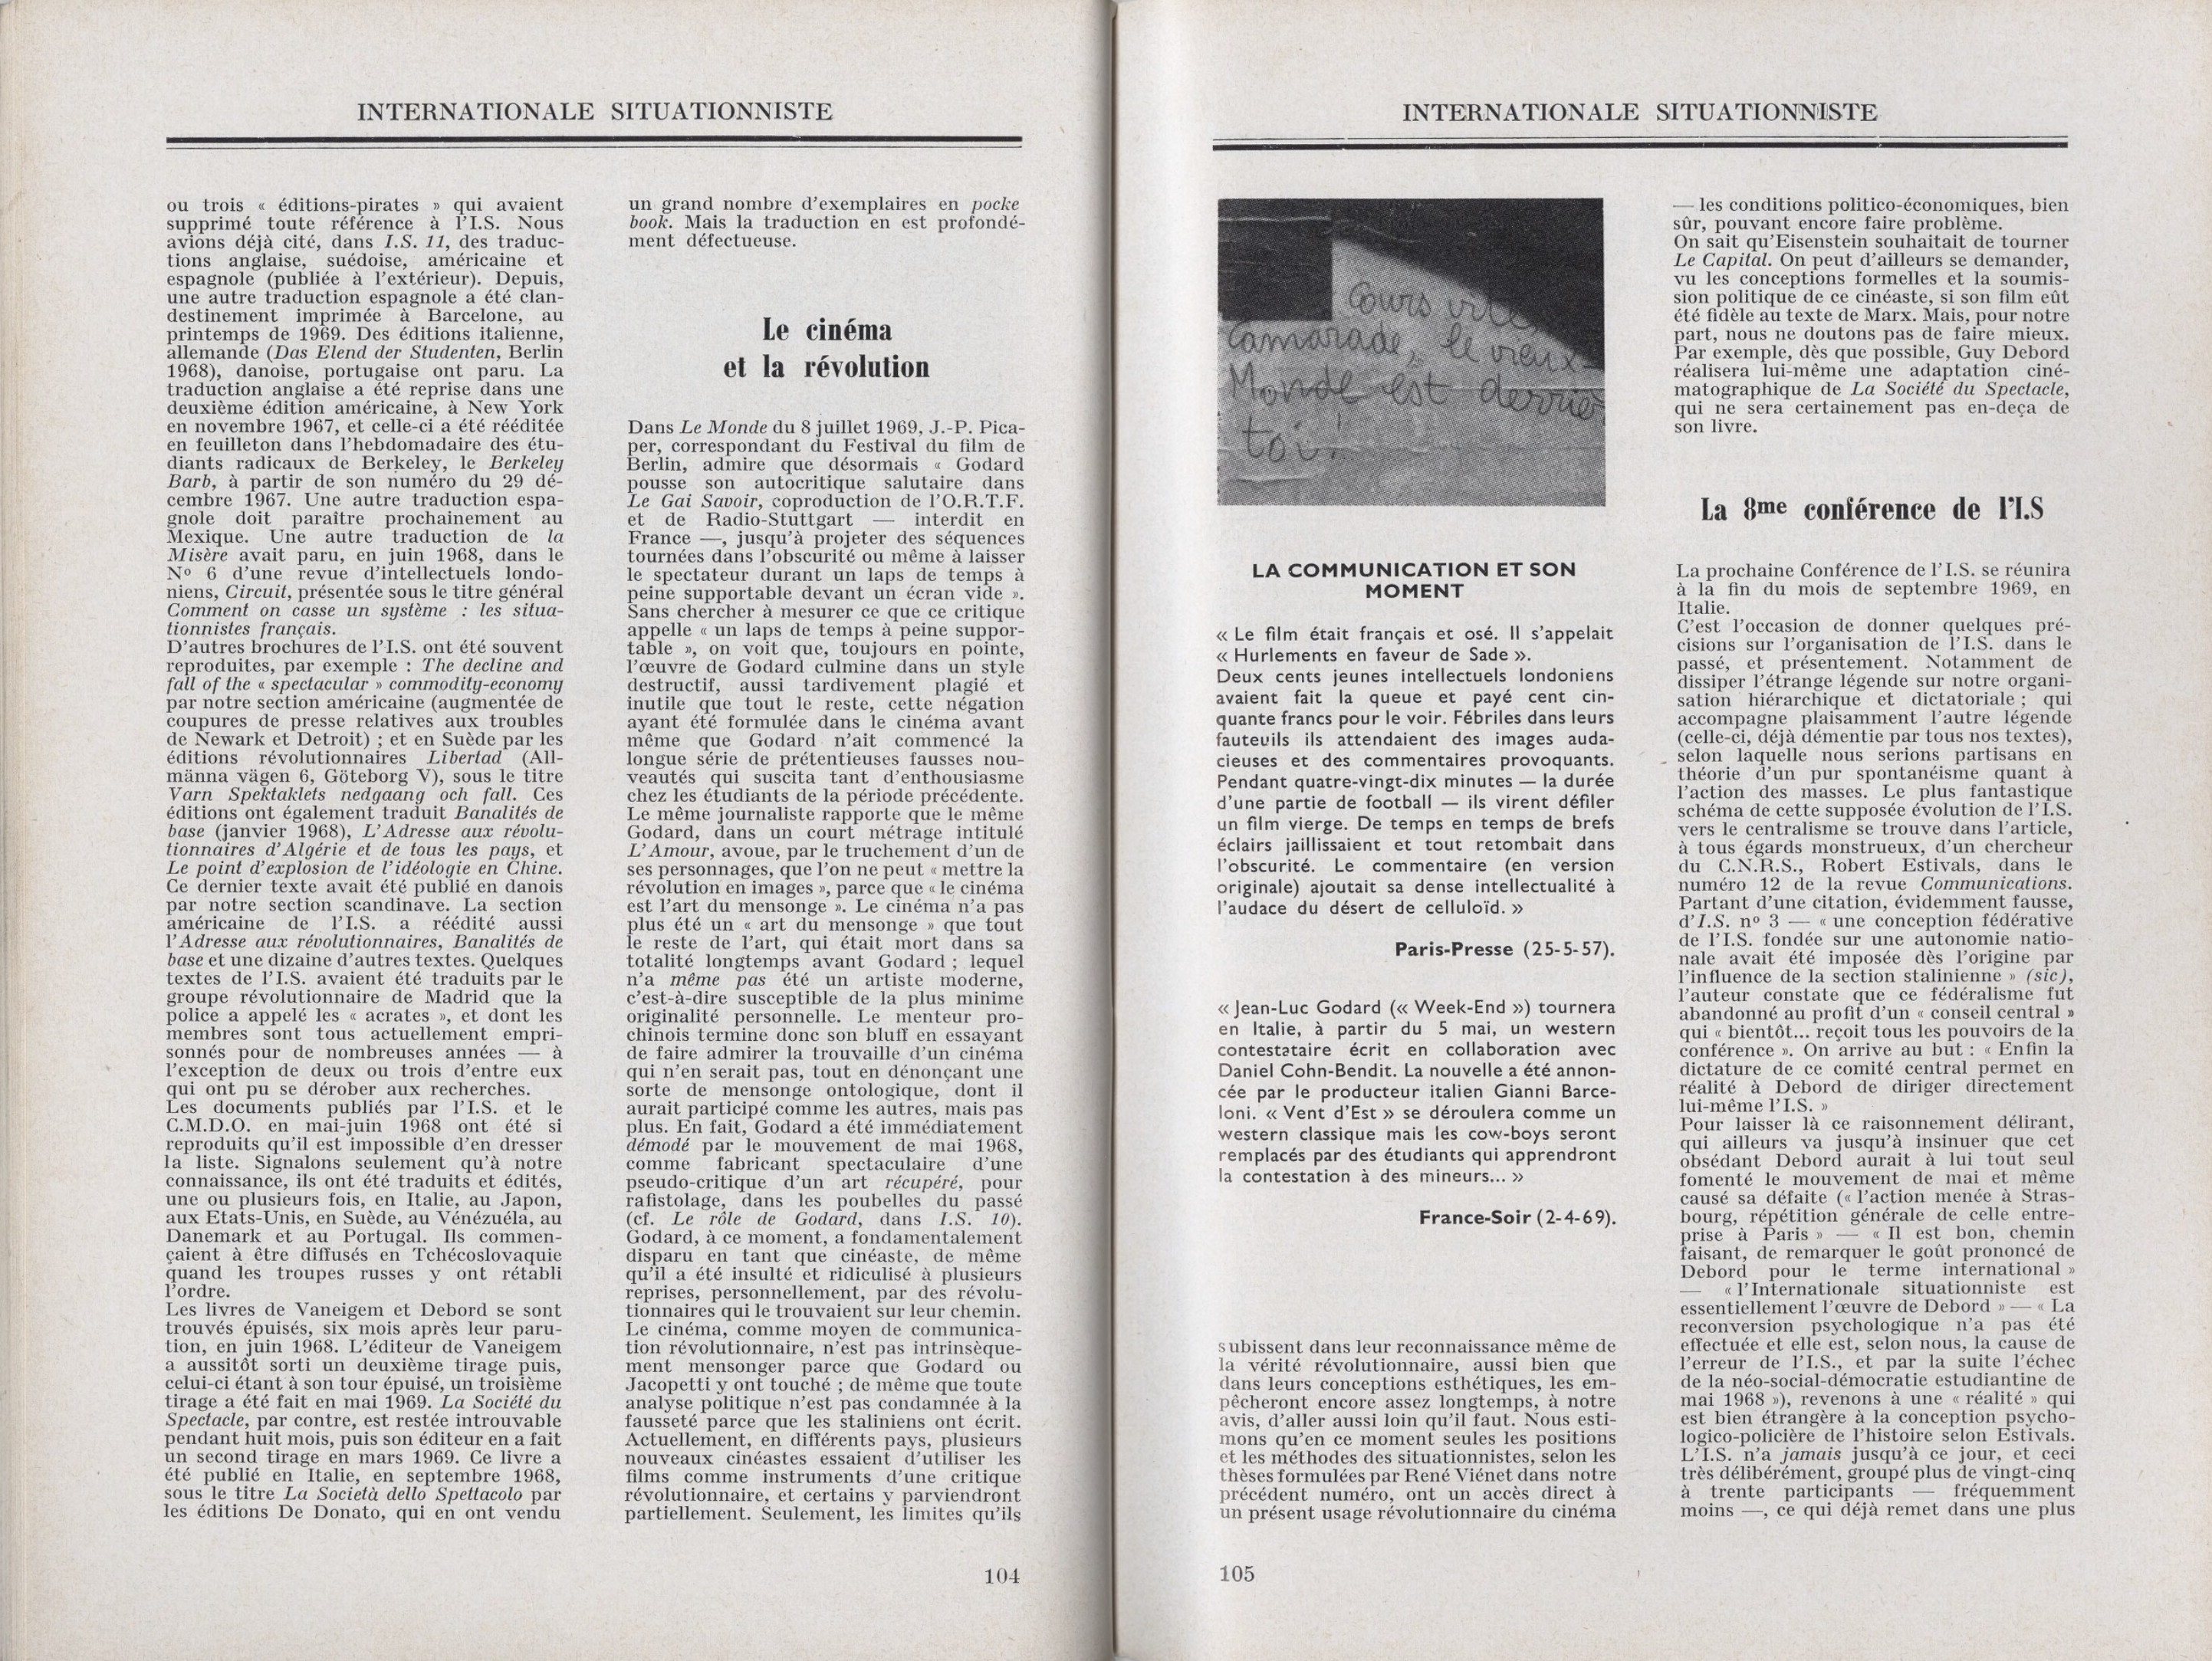 INTERNATIONALE SITUATIONNISTE
ou trois « éditions-pirates » qui avaient
supprimé toute référence à l'I.S. Nous
avions déjà cité, dans I.S. 11, des traduc-
tions anglaise, suédoise, américaine et
espagnole (publiée à l'extérieur). Depuis,
une autre traduction espagnole a été clan-
destinement imprimée à Barcelone, au
printemps de 1969. Des éditions italienne,
allemande (Das Elend der Studenten, Berlin
1968), danoise, portugaise ont paru. La
traduction anglaise a été reprise dans une
deuxième édition américaine, à New York
en novembre 1967, et celle-ci a été rééditée
en feuilleton dans l'hebdomadaire des étu-
diants radicaux de Berkeley, le Berkeley
Barb, à partir de son numéro du 29 dé-
cembre 1967. Une autre traduction espa-
gnole doit paraître prochainement au
Mexique. Une autre traduction de la
Misère avait paru, en juin 1968, dans le
Nº 6 d'une revue d'intellectuels londo-
niens, Circuit, présentée sous le titre général
Comment on casse un système : les situa-
tionnistes français.
D'autres brochures de l'I.S. ont été souvent
reproduites, par exemple : The decline and
fall of the « spectacular » commodity-economy
par notre section américaine (augmentée de
coupures de presse relatives aux troubles
de Newark et Detroit) ; et en Suède par les
éditions révolutionnaires Libertad (All-
männa vägen 6, Göteborg V), sous le titre
Varn Spektaklets nedgaang och fall. Ces
éditions ont également traduit Banalités de
base (janvier 1968), L'Adresse aux révolu-
tionnaires d'Algérie et de tous les pays, et
Le point d'explosion de l'idéologie en Chine.
Ce dernier texte avait été publié en danois
par notre section scandinave. La section
américaine de l'I.S. a réédité aussi
l'Adresse aux révolutionnaires, Banalités de
base et une dizaine d'autres textes. Quelques
textes de l'I.S. avaient été traduits par le
groupe révolutionnaire de Madrid que la
police a appelé les « acrates », et dont les
membres sont tous actuellement empri-
sonnés pour de nombreuses années — à
l'exception de deux ou trois d'entre eux
qui ont pu se dérober aux recherches.
Les documents publiés par l'I.S. et le
C.M.D.O. en mai-juin 1968 ont été si
reproduits qu'il est impossible d'en dresser
la liste. Signalons seulement qu'à notre
connaissance, ils ont été traduits et édités,
une ou plusieurs fois, en Italie, au Japon,
aux Etats-Unis, en Suède, au Vénézuéla, au
Danemark et au Portugal. Ils commen-
çaient à être diffusés en Tchécoslovaquie
quand les troupes russes y ont rétabli
l'ordre.
Les livres de Vaneigem et Debord se sont
trouvés épuisés, six mois après leur paru-
tion, en juin 1968. L'éditeur de Vaneigem
a aussitôt sorti un deuxième tirage puis,
celui-ci étant à son tour épuisé, un troisième
tirage a été fait en mai 1969. La Société du
Spectacle, par contre, est restée introuvable
pendant huit mois, puis son éditeur en a fait
un second tirage en mars 1969. Ce livre a
été publié en Italie, en septembre 1968,
sous le titre La Società dello Spettacolo par
les éditions De Donato, qui en ont vendu
un grand nombre d'exemplaires en pocke
book. Mais la traduction en est profondé-
ment défectueuse.
Le cinéma
et la révolution
Dans Le Monde du 8 juillet 1969, J.-P. Pica-
per, correspondant du Festival du film de
Berlin, admire que désormais « Godard
pousse son autocritique salutaire dans
Le Gai Savoir, coproduction de l'O.R.T.F.
et de Radio-Stuttgart — interdit en
France —, jusqu'à projeter des séquences
tournées dans l'obscurité ou même à laisser
le spectateur durant un laps de temps à
peine supportable devant un écran vide ».
Sans chercher à mesurer ce que ce critique
appelle « un laps de temps à peine suppor-
table », on voit que, toujours en pointe,
l'œuvre de Godard culmine dans un style
destructif, aussi tardivement plagié et
inutile que tout le reste, cette négation
ayant été formulée dans le cinéma avant
même que Godard n'ait commencé la
longue série de prétentieuses fausses nou-
veautés qui suscita tant d'enthousiasme
chez les étudiants de la période précédente.
Le même journaliste rapporte que le même
Godard, dans un court métrage intitulé
L'Amour, avoue, par le truchement d'un de
ses personnages, que l'on ne peut « mettre la
révolution en images », parce que « le cinéma
est l'art du mensonge ». Le cinéma n'a pas
plus été un « art du mensonge » que tout
le reste de l'art, qui était mort dans sa
totalité longtemps avant Godard ; lequel
n'a même pas été un artiste moderne,
c'est-à-dire susceptible de la plus minime
originalité personnelle. Le menteur pro-
chinois termine donc son bluff en essayant
de faire admirer la trouvaille d'un cinéma
qui n'en serait pas, tout en dénonçant une
sorte de mensonge ontologique, dont il
aurait participé comme les autres, mais pas
plus. En fait, Godard a été immédiatement
démodé par le mouvement de mai 1968,
comme fabricant spectaculaire d'une
pseudo-critique d'un art récupéré, pour
rafistolage, dans les poubelles du passé
(cf. Le rôle de Godard, dans I.S. 10).
Godard, à ce moment, a fondamentalement
disparu en tant que cinéaste, de même
qu'il a été insulté et ridiculisé à plusieurs
reprises, personnellement, par des révolu-
tionnaires qui le trouvaient sur leur chemin.
Le cinéma, comme moyen de communica-
tion révolutionnaire, n'est pas intrinsèque-
ment mensonger parce que Godard ou
Jacopetti y ont touché ; de même que toute
analyse politique n'est pas condamnée à la
fausseté parce que les staliniens ont écrit.
Actuellement, en différents pays, plusieurs
nouveaux cinéastes essaient d'utiliser les
films comme instruments d'une critique
révolutionnaire, et certains y parviendront
partiellement. Seulement, les limites qu'ils
104
INTERNATIONALE SITUATIONNISTE
Cours vite
Camarade, le vieux
Monde est derrière
toi!
LA COMMUNICATION ET SON
MOMENT
« Le film était français et osé. Il s'appelait
« Hurlements en faveur de Sade ».
Deux cents jeunes intellectuels londoniens
avaient fait la queue et payé cent cin-
quante francs pour le voir. Fébriles dans leurs
fauteuils ils attendaient des images auda-
cieuses et des commentaires provoquants.
Pendant quatre-vingt-dix minutes — la durée
d'une partie de football — ils virent défiler
un film vierge. De temps en temps de brefs
éclairs jaillissaient et tout retombait dans
l'obscurité. Le commentaire (en version
originale) ajoutait sa dense intellectualité à
l'audace du désert de celluloïd. »
Paris-Presse (25-5-57).
« Jean-Luc Godard (« Week-End ») tournera
en Italie, à partir du 5 mai, un western
contestataire écrit en collaboration avec
Daniel Cohn-Bendit. La nouvelle a été annon-
cée par le producteur italien Gianni Barce-
loni. « Vent d'Est » se déroulera comme un
western classique mais les cow-boys seront
remplacés par des étudiants qui apprendront
la contestation à des mineurs... »
France-Soir (2-4-69).
subissent dans leur reconnaissance même de
la vérité révolutionnaire, aussi bien que
dans leurs conceptions esthétiques, les em-
pêcheront encore assez longtemps, à notre
avis, d'aller aussi loin qu'il faut. Nous esti-
mons qu'en ce moment seules les positions
et les méthodes des situationnistes, selon les
thèses formulées par René Viénet dans notre
précédent numéro, ont un accès direct à
un présent usage révolutionnaire du cinéma
— les conditions politico-économiques, bien
sûr, pouvant encore faire problème.
On sait qu'Eisenstein souhaitait de tourner
Le Capital. On peut d'ailleurs se demander,
vu les conceptions formelles et la soumis-
sion politique de ce cinéaste, si son film eût
été fidèle au texte de Marx. Mais, pour notre
part, nous ne doutons pas de faire mieux.
Par exemple, dès que possible, Guy Debord
réalisera lui-même une adaptation ciné-
matographique de La Société du Spectacle,
qui ne sera certainement pas en-deça de
son livre.
La 8me conférence de l'I.S
La prochaine Conférence de l'I.S. se réunira
à la fin du mois de septembre 1969, en
Italie.
C'est l'occasion de donner quelques pré-
cisions sur l'organisation de l'I.S. dans le
passé, et présentement. Notamment de
dissiper l'étrange légende sur notre organi-
sation hiérarchique et dictatoriale ; qui
accompagne plaisamment l'autre légende
(celle-ci, déjà démentie par tous nos textes),
selon laquelle nous serions partisans en
théorie d'un pur spontanéisme quant à
l'action des masses. Le plus fantastique
schéma de cette supposée évolution de l'I.S.
vers le centralisme se trouve dans l'article,
à tous égards monstrueux, d'un chercheur
du C.N.R.S., Robert Estivals, dans le
numéro 12 de la revue Communications.
Partant d'une citation, évidemment fausse,
d'I.S. nº 3 — « une conception fédérative
de l'I.S. fondée sur une autonomie natio-
nale avait été imposée dès l'origine par
l'influence de la section stalinienne » (sic),
l'auteur constate que ce fédéralisme fut
abandonné au profit d'un « conseil central »
qui « bientôt... reçoit tous les pouvoirs de la
conférence ». On arrive au but : « Enfin la
dictature de ce comité central permet en
réalité à Debord de diriger directement
lui-même l'I.S. »
Pour laisser là ce raisonnement délirant,
qui ailleurs va jusqu'à insinuer que cet
obsédant Debord aurait à lui tout seul
fomenté le mouvement de mai et même
causé sa défaite (« l'action menée à Stras-
bourg, répétition générale de celle entre-
prise à Paris » — « Il est bon, chemin
faisant, de remarquer le goût prononcé de
Debord pour le terme international »
— « l'Internationale situationniste est
essentiellement l'œuvre de Debord » — « La
reconversion psychologique n'a pas été
effectuée et elle est, selon nous, la cause de
l'erreur de l'I.S., et par la suite l'échec
de la néo-social-démocratie estudiantine de
mai 1968 »), revenons à une « réalité » qui
est bien étrangère à la conception psycho-
logico-policière de l'histoire selon Estivals.
L'I.S. n'a jamais jusqu'à ce jour, et ceci
très délibérément, groupé plus de vingt-cinq
à trente participants — fréquemment
moins —, ce qui déjà remet dans une plus
105